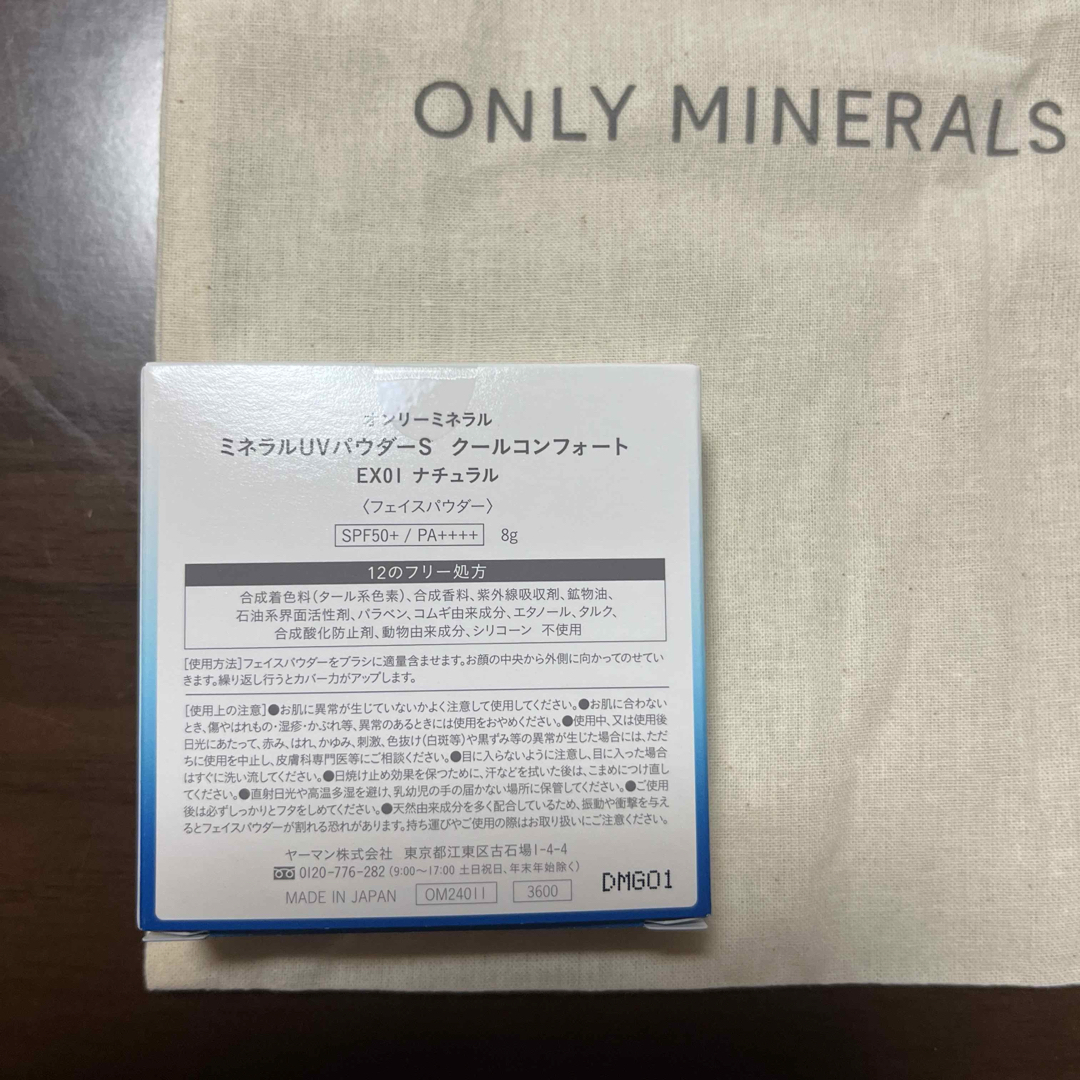 ONLY MINERALS
オンリーミネラル
ミネラルUVパウダーS クールコンフォート
EX01 ナチュラル
〈フェイスパウダー〉
SPF50+ / PA++++ 8g
12のフリー処方
合成着色料(タール系色素)、合成香料、紫外線吸収剤、鉱物油、
石油系界面活性剤、パラベン、コムギ由来成分、エタノール、タルク、
合成酸化防止剤、動物由来成分、シリコーン 不使用
[使用方法]フェイスパウダーをブラシに適量含ませます。お顔の中央から外側に向かってのせてい
きます。繰り返し行うとカバー力がアップします。
[使用上の注意]●お肌に異常が生じていないかよく注意して使用してください。●お肌に合わない
とき、傷やはれもの・湿疹・かぶれ等、異常のあるときには使用をおやめください。●使用中、又は使用後
日光にあたって、赤み、はれ、かゆみ、刺激、色抜け(白斑等)や黒ずみ等の異常が生じた場合には、ただ
ちに使用を中止し、皮膚科専門医等にご相談ください。●目に入らないように注意し、目に入った場合
はすぐに洗い流してください。●日焼け止め効果を保つために、汗などを拭いた後は、こまめにつけ直し
てください。●直射日光や高温多湿を避け、乳幼児の手の届かない場所に保管してください。●ご使用
後は必ずしっかりとフタをしめてください。●天然由来成分を多く配合しているため、振動や衝撃を与え
るとフェイスパウダーが割れる恐れがあります。持ち運びやご使用の際はお取り扱いにご注意ください。
ヤーマン株式会社 東京都江東区古石場1-4-4
0120-776-282 (9:00〜17:00 土日祝日、年末年始除く)
MADE IN JAPAN OM24011 3600 DMG01